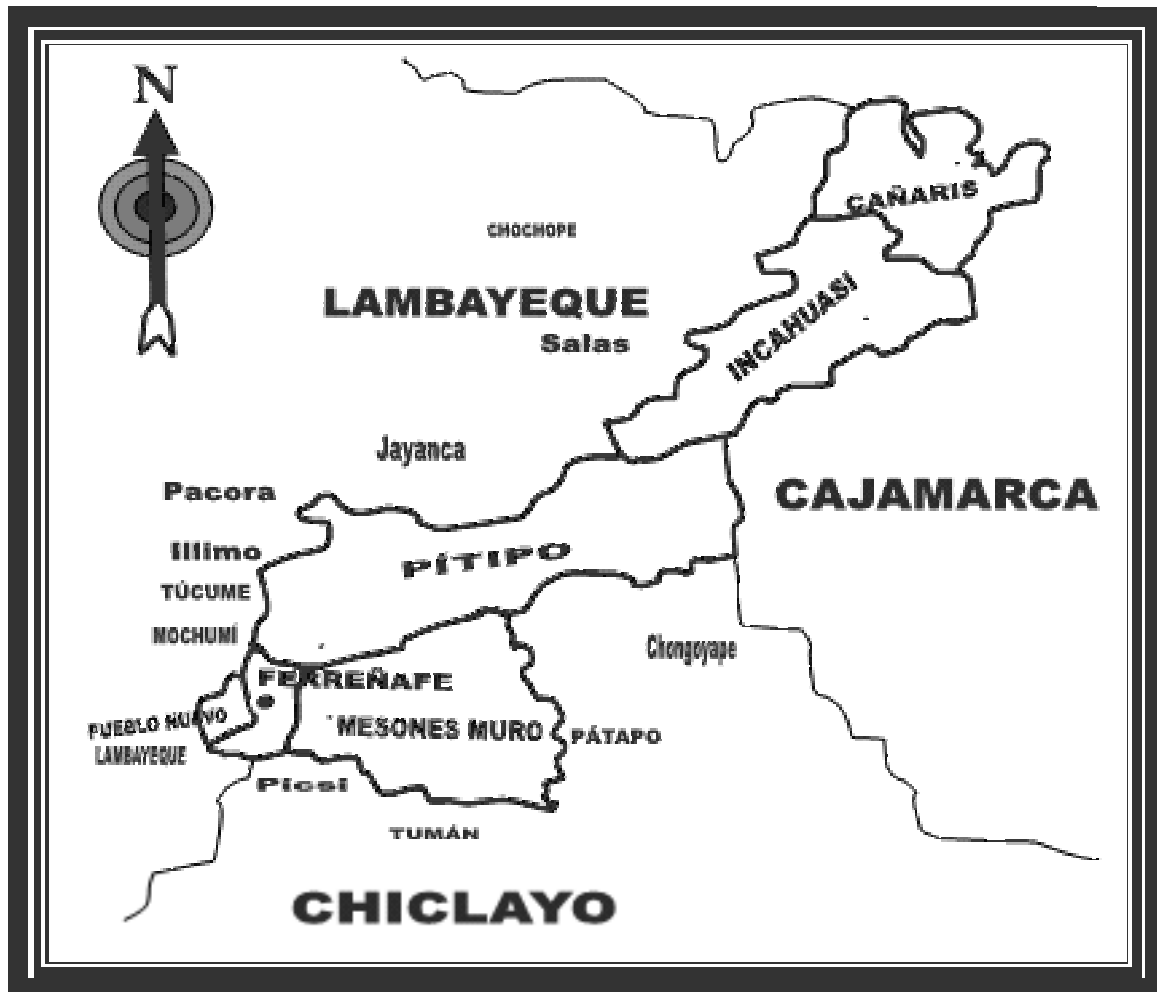 N
CAÑARIS
CHOCHOPE
LAMBAYEQUE
INCAHUASI
Salas
Jayanca
Pacora
CAJAMARCA
Illimo
PÍTIPO
TÚCUME
MOCHUMÍ
Chongoyape
FERREÑAFE
PUEBLO NUEVO
MESONES MURO
PÁTAPO
LAMBAYEQUE
Picsi
TUMÁN
CHICLAYO